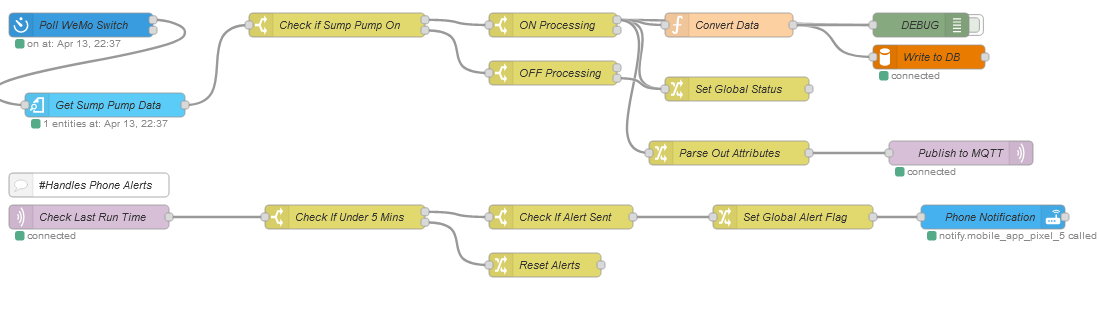 Poll WeMo Switch
on at: Apr 13, 22:37
Check if Sump Pump On
ON Processing
Convert Data
DEBUG
Write to DB
connected
OFF Processing
Set Global Status
Get Sump Pump Data
1 entities at: Apr 13, 22:37
Parse Out Attributes
Publish to MQTT
connected
#Handles Phone Alerts
Check Last Run Time
connected
Check If Under 5 Mins
Check If Alert Sent
Set Global Alert Flag
Phone Notification
notify.mobile_app_pixel_5 called
Reset Alerts